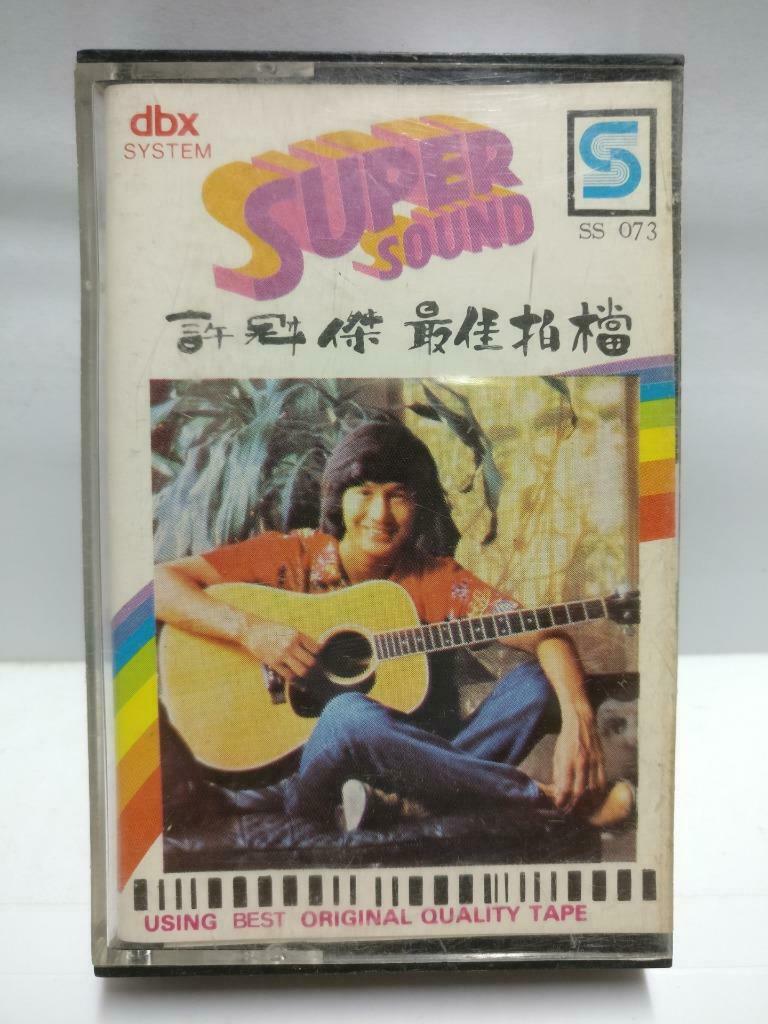 dbx
SYSTEM
SUPER
SOUND
S
SS 073
許冠傑 最佳拍檔
USING BEST ORIGINAL QUALITY TAPE